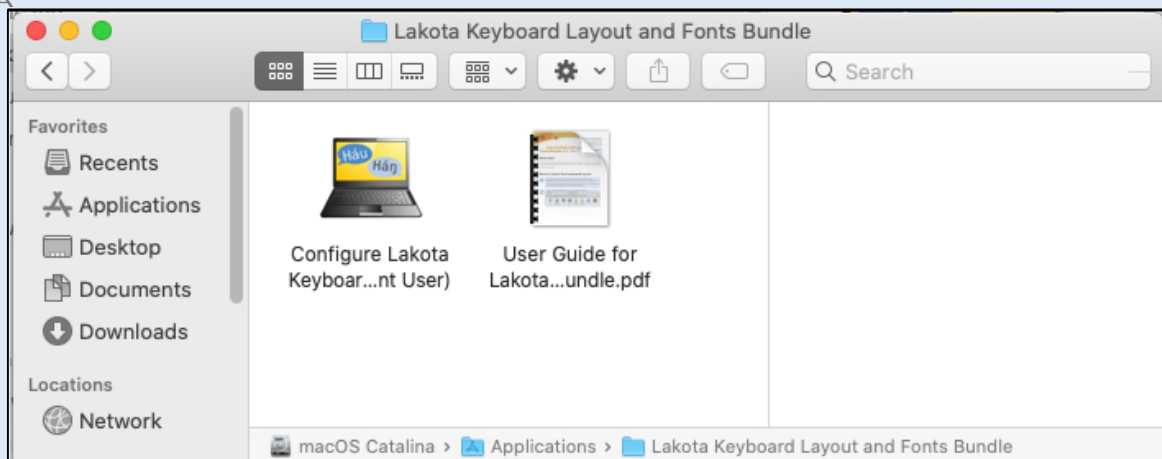 Lakota Keyboard Layout and Fonts Bundle
Search
Favorites
Recents
Applications
Desktop
Documents
Downloads
Locations
Network
Háu
Háŋ
Configure Lakota
Keyboar...nt User)
User Guide for
Lakota...undle.pdf
macOS Catalina › Applications › Lakota Keyboard Layout and Fonts Bundle